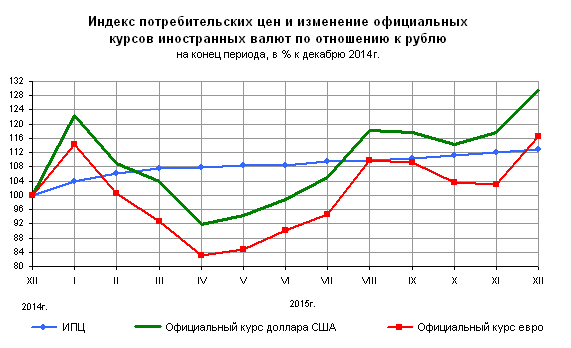 Индекс потребительских цен и изменение официальных
курсов иностранных валют по отношению к рублю
на конец периода, в % к декабрю 2014г.
132
128
124
120
116
112
108
104
100
96
92
88
84
80
XII I II III IV V VI VII VIII IX X XI XII
2014г. 2015г.
ИПЦ Официальный курс доллара США Официальный курс евро